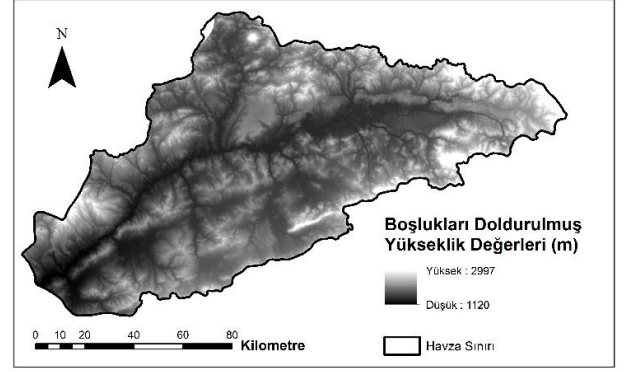 N
Boşlukları Doldurulmuş
Yükseklik Değerleri (m)
Yüksek : 2997
Düşük : 1120
0 10 20 40 60 80
Kilometre
Havza Sınırı